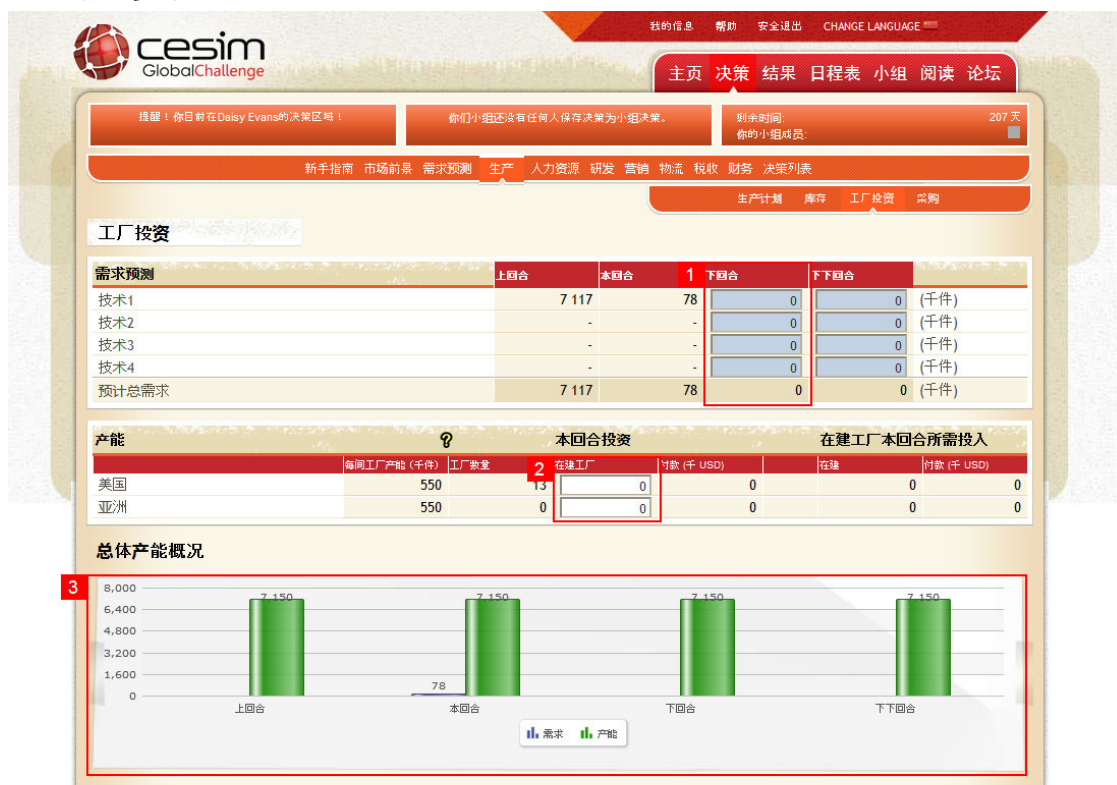 我的信息 帮助 安全退出 CHANGE LANGUAGE
cesim
GlobalChallenge
主页 决策 结果 日程表 小组 阅读 论坛
提醒！你目前在Daisy Evans的决策区域！ 你们小组还没有任何人保存决策为小组决策。 剩余时间: 207 天
你的小组成员:
新手指南 市场前景 需求预测 生产 人力资源 研发 营销 物流 税收 财务 决策列表
生产计划 库存 工厂投资 采购
工厂投资
需求预测 上回合 本回合 1 下回合 下下回合
技术1 7 117 78 0 0 (千件)
技术2 - - 0 0 (千件)
技术3 - - 0 0 (千件)
技术4 - - 0 0 (千件)
预计总需求 7 117 78 0 0 (千件)
产能 ? 本回合投资 在建工厂本回合所需投入
每间工厂产能 (千件) 工厂数量 2 在建工厂 付款 (千 USD) 在建 付款 (千 USD)
美国 550 13 0 0 0 0
亚洲 550 0 0 0 0 0
总体产能概况
3
8,000
6,400
4,800
3,200
1,600
0
7,150 78 7,150 7,150 7,150
上回合 本回合 下回合 下下回合
需求 产能